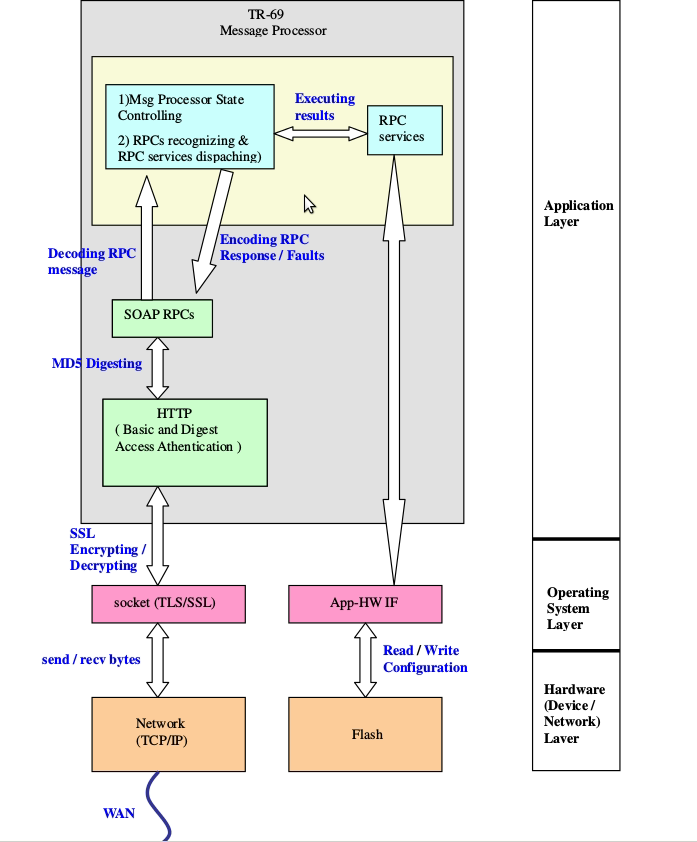 TR-69
Message Processor
1)Msg Processor State
Controlling
2) RPCs recognizing &
RPC services dispaching)
Executing
results
RPC
services
Decoding RPC
message
Encoding RPC
Response / Faults
SOAP RPCs
MD5 Digesting
HTTP
( Basic and Digest
Access Athentication )
SSL
Encrypting /
Decrypting
socket (TLS/SSL)
App-HW IF
send / recv bytes
Read / Write
Configuration
Network
(TCP/IP)
Flash
WAN
Application
Layer
Operating
System
Layer
Hardware
(Device /
Network)
Layer